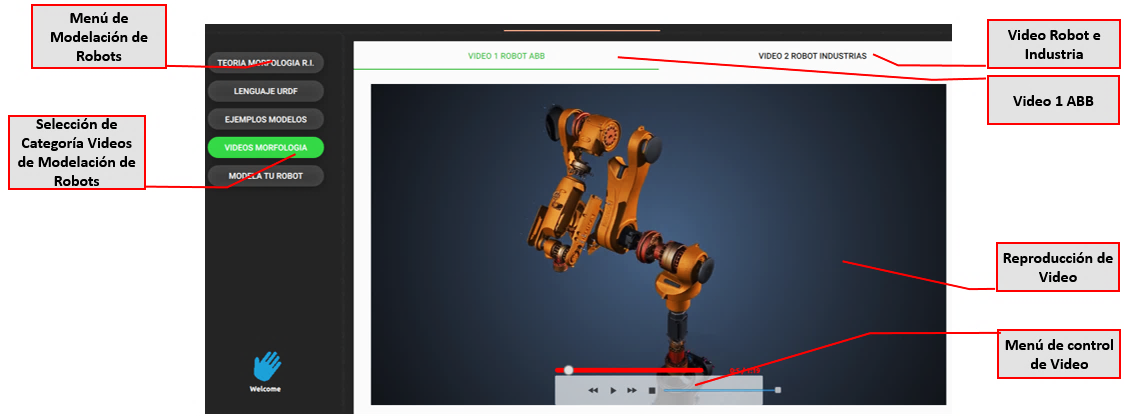 Menú de
Modelación de
Robots
Selección de
Categoría Videos
de Modelación de
Robots
TEORIA MORFOLOGIA R.I.
LENGUAJE URDF
EJEMPLOS MODELOS
VIDEOS MORFOLOGIA
MODELA TU ROBOT
Welcome
VIDEO 1 ROBOT ABB
VIDEO 2 ROBOT INDUSTRIAS
Video Robot e
Industria
Video 1 ABB
Reproducción de
Video
Menú de control
de Video